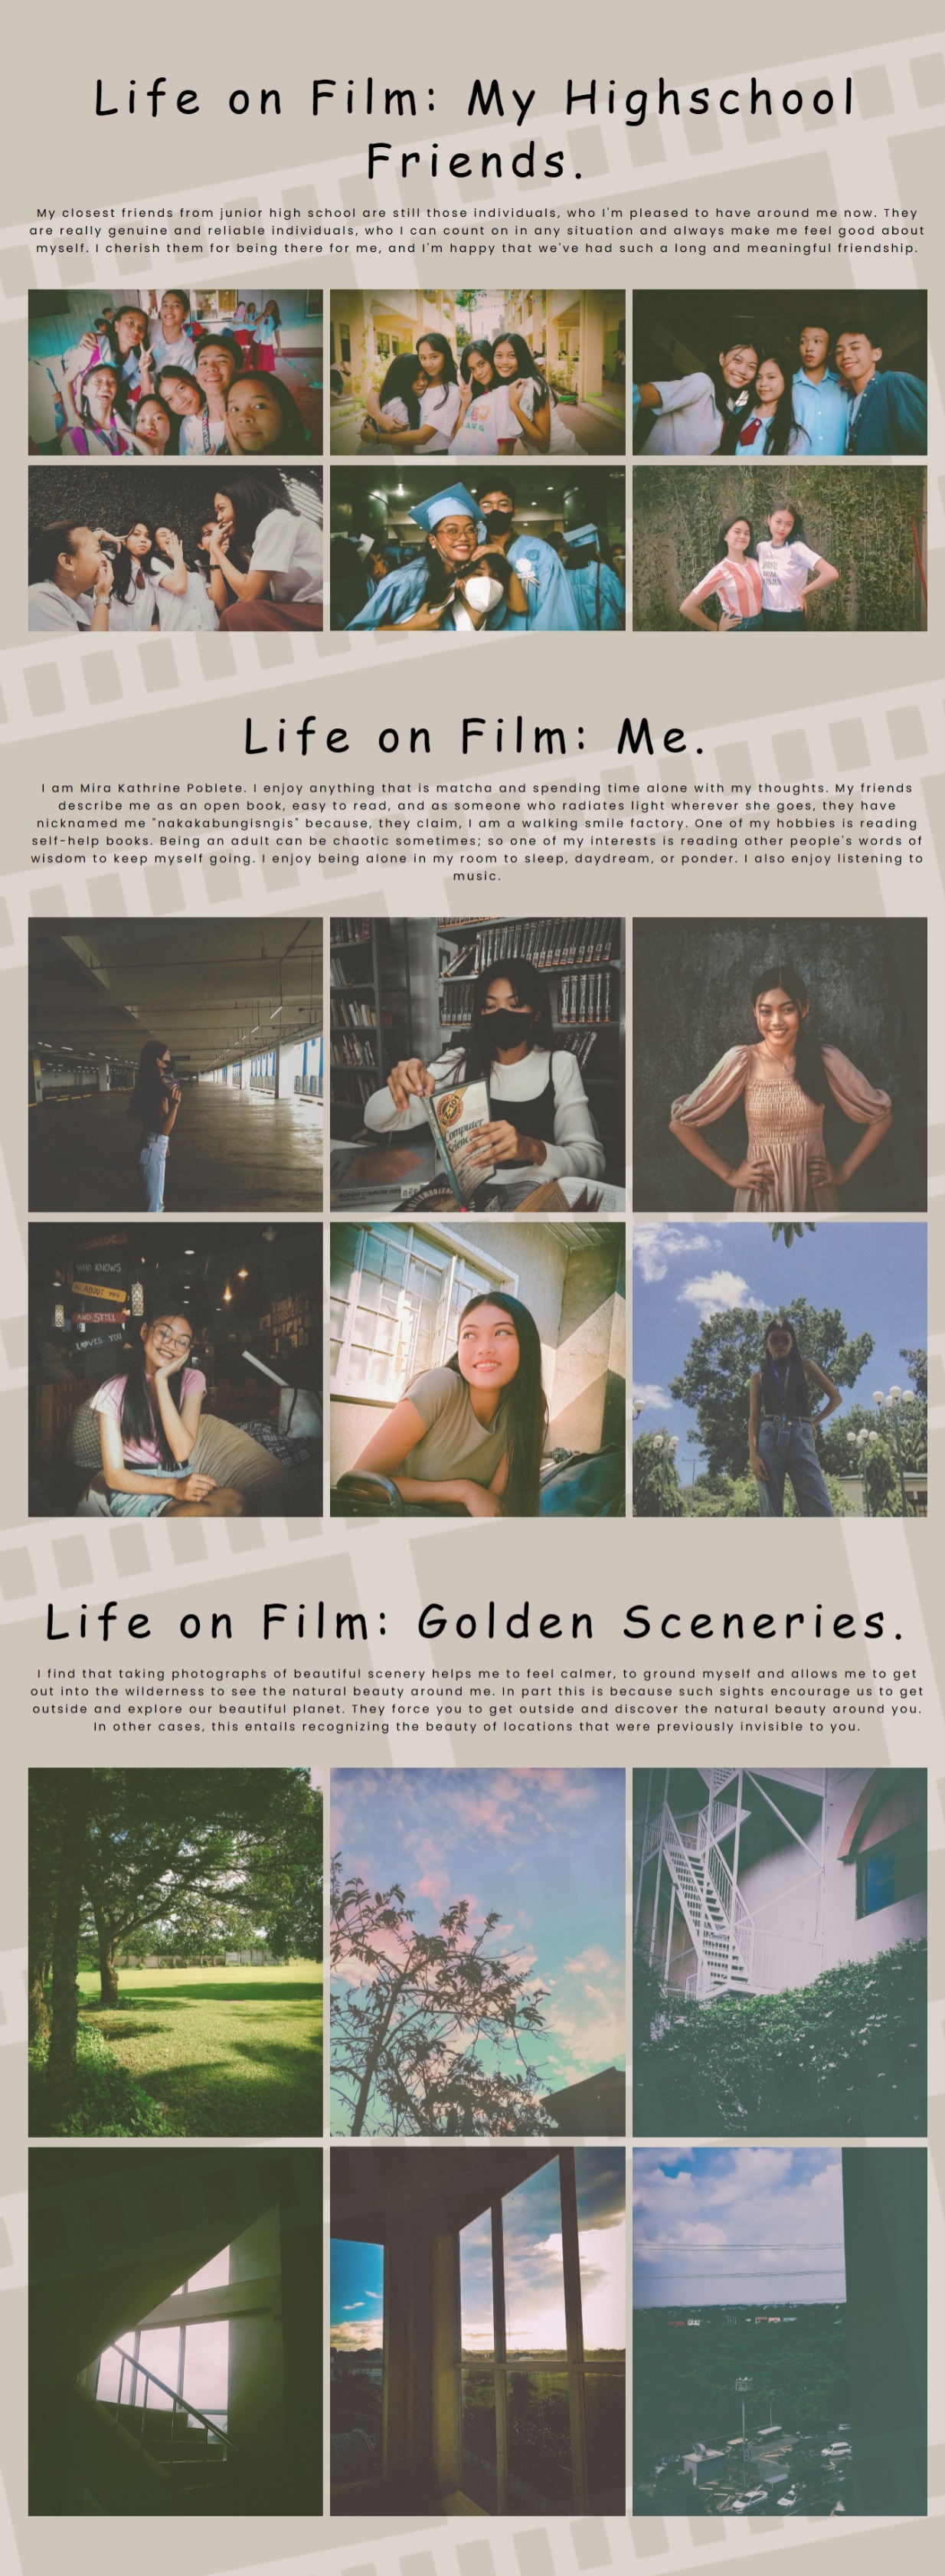 Life on Film: My Highschool
Friends.
My closest friends from junior high school are still those individuals, who I'm pleased to have around me now. They
are really genuine and reliable individuals, who I can count on in any situation and always make me feel good about
myself. I cherish them for being there for me, and I'm happy that we've had such a long and meaningful friendship.
Life on Film: Me.
I am Mira Kathrine Poblete. I enjoy anything that is matcha and spending time alone with my thoughts. My friends
describe me as an open book, easy to read, and as someone who radiates light wherever she goes, they have
nicknamed me "nakakabungisngis" because, they claim, I am a walking smile factory. One of my hobbies is reading
self-help books. Being an adult can be chaotic sometimes; so one of my interests is reading other people's words of
wisdom to keep myself going. I enjoy being alone in my room to sleep, daydream, or ponder. I also enjoy listening to
music.
Computer
Science
WHO KNOWS
ALL ABOUT YOU
AND STILL
LOVES YOU
Life on Film: Golden Sceneries.
I find that taking photographs of beautiful scenery helps me to feel calmer, to ground myself and allows me to get
out into the wilderness to see the natural beauty around me. In part this is because such sights encourage us to get
outside and explore our beautiful planet. They force you to get outside and discover the natural beauty around you.
In other cases, this entails recognizing the beauty of locations that were previously invisible to you.